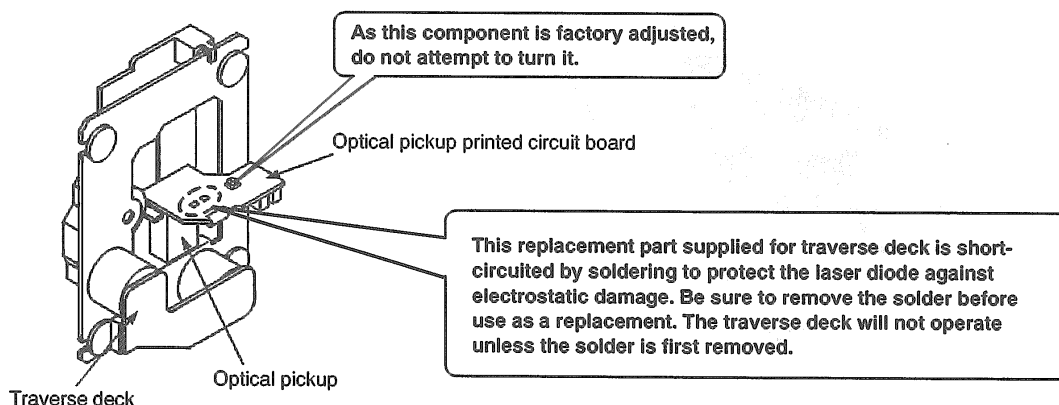 As this component is factory adjusted,
do not attempt to turn it.
Optical pickup printed circuit board
This replacement part supplied for traverse deck is short-
circuited by soldering to protect the laser diode against
electrostatic damage. Be sure to remove the solder before
use as a replacement. The traverse deck will not operate
unless the solder is first removed.
Optical pickup
Traverse deck